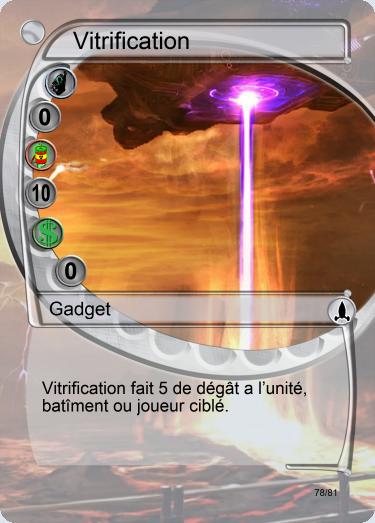 Vitrification
0
10
$
0
Gadget
Vitrification fait 5 de dégât a l'unité,
batîment ou joueur ciblé.
78/81